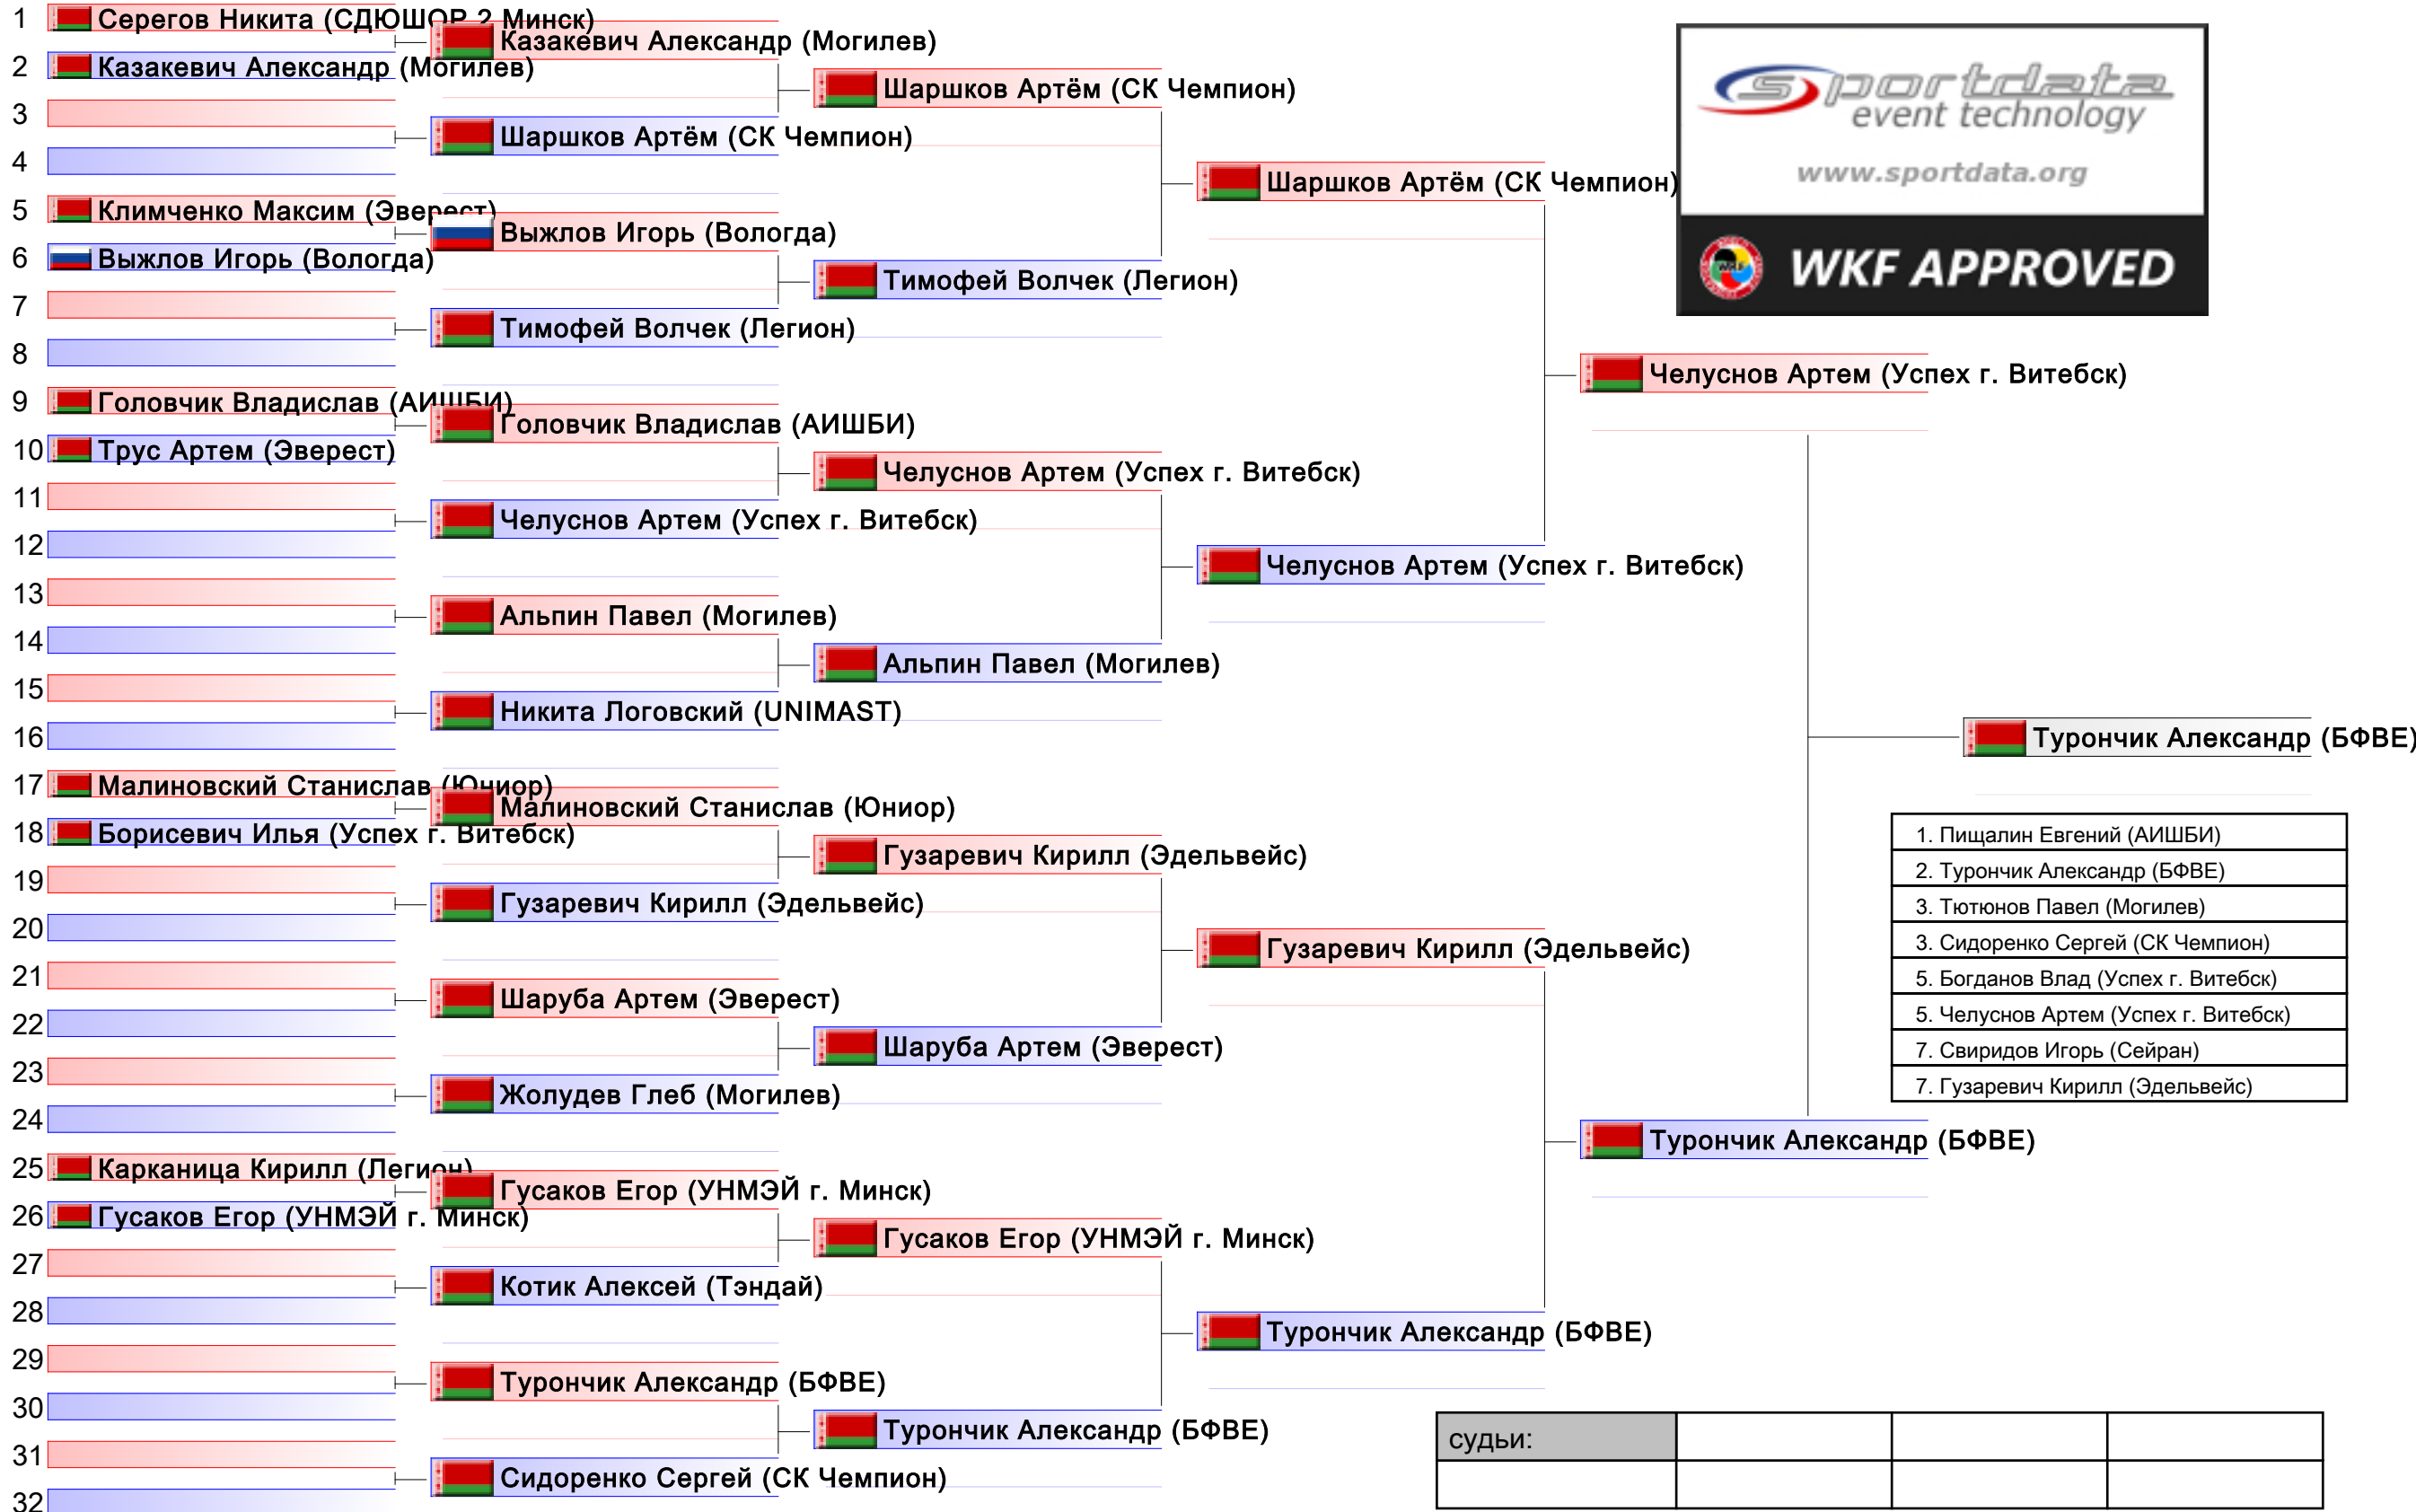 1 Серегов Никита (СДЮШОР 2 Минск)
Казакевич Александр (Могилев)
2 Казакевич Александр (Могилев)
Шаршков Артём (СК Чемпион)
3
Шаршков Артём (СК Чемпион)
4
Шаршков Артём (СК Чемпион)
5 Климченко Максим (Эверест)
Выжлов Игорь (Вологда)
6 Выжлов Игорь (Вологда)
Тимофей Волчек (Легион)
7
Тимофей Волчек (Легион)
8
Челуснов Артем (Успех г. Витебск)
9 Головчик Владислав (АИШБИ)
Головчик Владислав (АИШБИ)
10 Трус Артем (Эверест)
Челуснов Артем (Успех г. Витебск)
11
Челуснов Артем (Успех г. Витебск)
12
Челуснов Артем (Успех г. Витебск)
13
Альпин Павел (Могилев)
14
Альпин Павел (Могилев)
15
Никита Логовский (UNIMAST)
16
Турончик Александр (БФВЕ)
17 Малиновский Станислав (Юниор)
Малиновский Станислав (Юниор)
18 Борисевич Илья (Успех г. Витебск)
Гузаревич Кирилл (Эдельвейс)
19
Гузаревич Кирилл (Эдельвейс)
20
Гузаревич Кирилл (Эдельвейс)
21
Шаруба Артем (Эверест)
22
Шаруба Артем (Эверест)
23
Жолудев Глеб (Могилев)
24
Турончик Александр (БФВЕ)
25 Карканица Кирилл (Легион)
Гусаков Егор (УНМЭЙ г. Минск)
26 Гусаков Егор (УНМЭЙ г. Минск)
Гусаков Егор (УНМЭЙ г. Минск)
27
Котик Алексей (Тэндай)
28
Турончик Александр (БФВЕ)
29
Турончик Александр (БФВЕ)
30
Турончик Александр (БФВЕ)
31
Сидоренко Сергей (СК Чемпион)
32
sportdata
event technology
www.sportdata.org
WKF APPROVED
1. Пищалин Евгений (АИШБИ)
2. Турончик Александр (БФВЕ)
3. Тютюнов Павел (Могилев)
3. Сидоренко Сергей (СК Чемпион)
5. Богданов Влад (Успех г. Витебск)
5. Челуснов Артем (Успех г. Витебск)
7. Свиридов Игорь (Сейран)
7. Гузаревич Кирилл (Эдельвейс)
судьи: